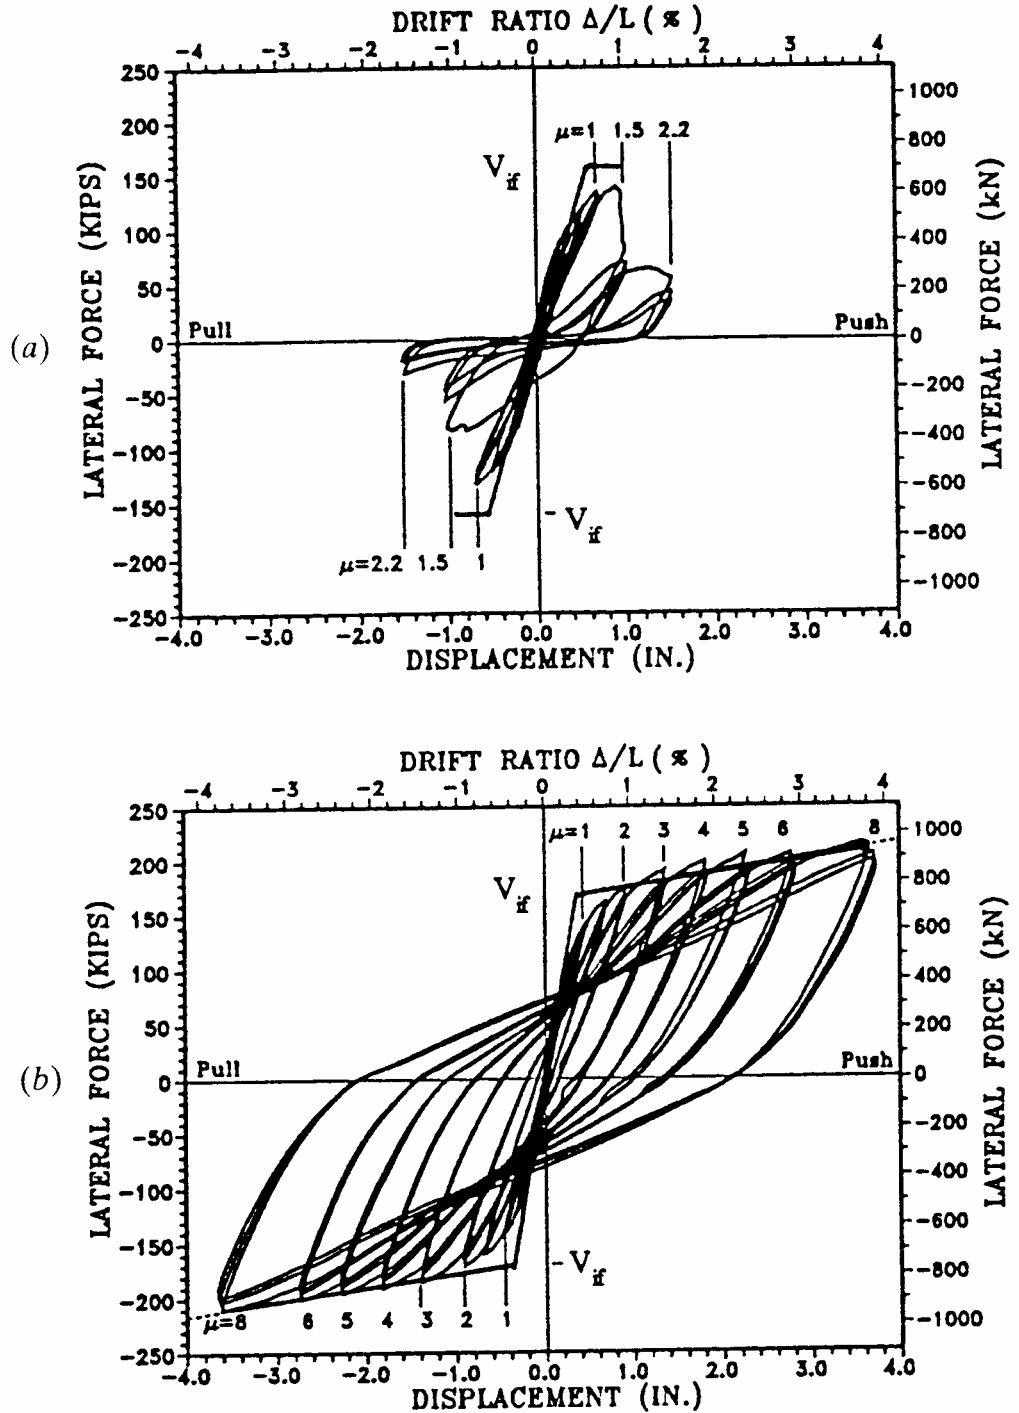 DRIFT RATIO Δ/L ( % )
-4 -3 -2 -1 0 1 2 3 4
250
200
150
100
50
0
-50
-100
-150
-200
-250
LATERAL FORCE (KIPS)
1000
800
600
400
200
0
-200
-400
-600
-800
-1000
LATERAL FORCE (kN)
μ=1 1.5 2.2
V_if
Pull
Push
(a)
- V_if
μ=2.2 1.5 1
-4.0 -3.0 -2.0 -1.0 0.0 1.0 2.0 3.0 4.0
DISPLACEMENT (IN.)
DRIFT RATIO Δ/L ( % )
-4 -3 -2 -1 0 1 2 3 4
250
200
150
100
50
0
-50
-100
-150
-200
-250
LATERAL FORCE (KIPS)
1000
800
600
400
200
0
-200
-400
-600
-800
-1000
LATERAL FORCE (kN)
μ=1 2 3 4 5 6 8
V_if
Pull
Push
(b)
- V_if
μ=8 6 5 4 3 2 1
-4.0 -3.0 -2.0 -1.0 0.0 1.0 2.0 3.0 4.0
DISPLACEMENT (IN.)